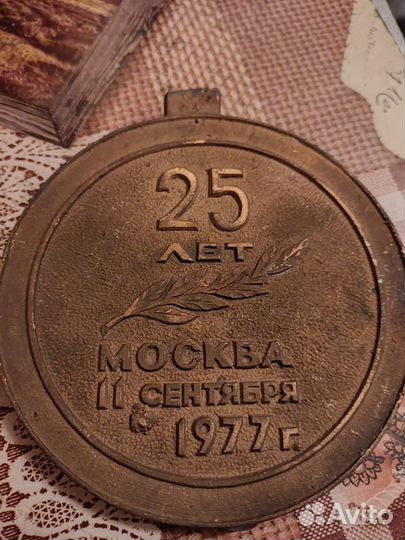 25
ЛЕТ
МОСКВА
11 СЕНТЯБРЯ
1977 г.
Avito